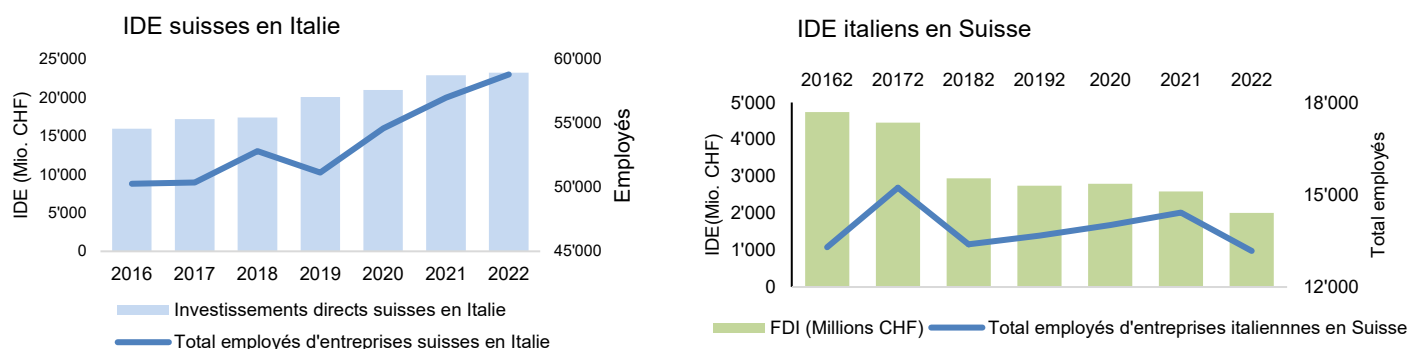 IDE suisses en Italie
25'000
20'000
15'000
10'000
5'000
0
IDE (Mio. CHF)
60'000
55'000
50'000
45'000
Employés
2016 2017 2018 2019 2020 2021 2022
Investissements directs suisses en Italie
Total employés d'entreprises suisses en Italie
IDE italiens en Suisse
20162 20172 20182 20192 2020 2021 2022
5'000
4'000
3'000
2'000
1'000
0
IDE(Mio. CHF)
18'000
15'000
12'000
Total employés
FDI (Millions CHF)
Total employés d'entreprises italiennnes en Suisse